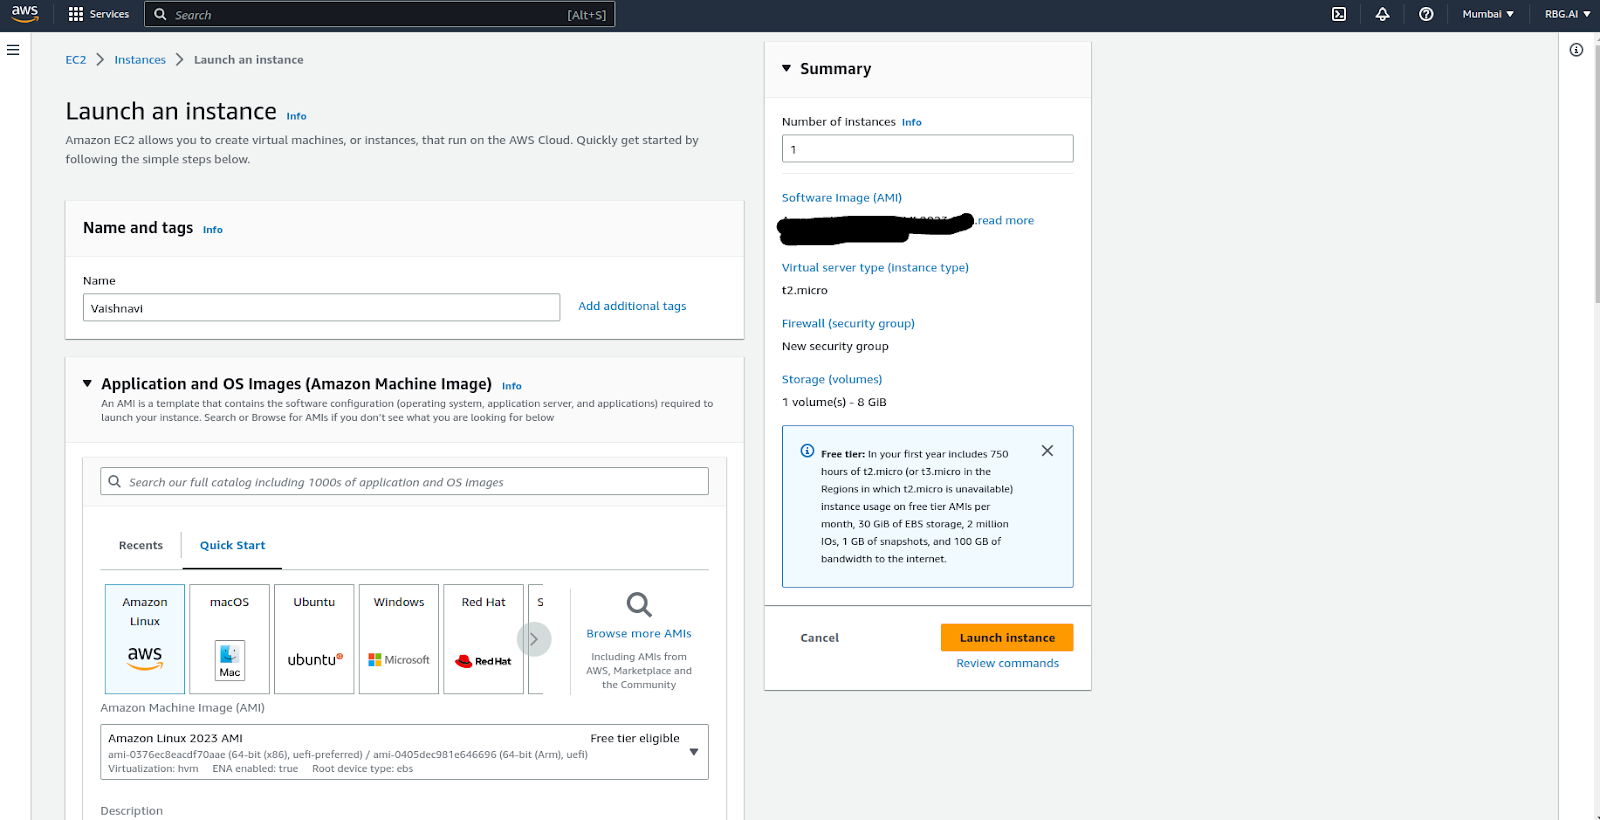 aws
Services
Search [Alt+S]
Mumbai
RBG.AI
EC2 > Instances > Launch an instance
Launch an instance Info
Amazon EC2 allows you to create virtual machines, or instances, that run on the AWS Cloud. Quickly get started by
following the simple steps below.
Name and tags Info
Name
Vaishnavi
Add additional tags
Application and OS Images (Amazon Machine Image) Info
An AMI is a template that contains the software configuration (operating system, application server, and applications) required to
launch your instance. Search or Browse for AMIs if you don't see what you are looking for below
Search our full catalog including 1000s of application and OS images
Recents
Quick Start
Amazon
Linux
aws
macOS
Mac
Ubuntu
ubuntu
Windows
Microsoft
Red Hat
Red Hat
S
Browse more AMIs
Including AMIs from
AWS, Marketplace and
the Community
Amazon Machine Image (AMI)
Amazon Linux 2023 AMI Free tier eligible
ami-0376ec8eacdf70aae (64-bit (x86), uefi-preferred) / ami-0405dec981e646696 (64-bit (Arm), uefi)
Virtualization: hvm ENA enabled: true Root device type: ebs
Description
Summary
Number of instances Info
1
Software Image (AMI)
read more
Virtual server type (instance type)
t2.micro
Firewall (security group)
New security group
Storage (volumes)
1 volume(s) - 8 GiB
Free tier: In your first year includes 750
hours of t2.micro (or t3.micro in the
Regions in which t2.micro is unavailable)
instance usage on free tier AMIs per
month, 30 GiB of EBS storage, 2 million
IOs, 1 GB of snapshots, and 100 GB of
bandwidth to the internet.
Cancel
Launch instance
Review commands